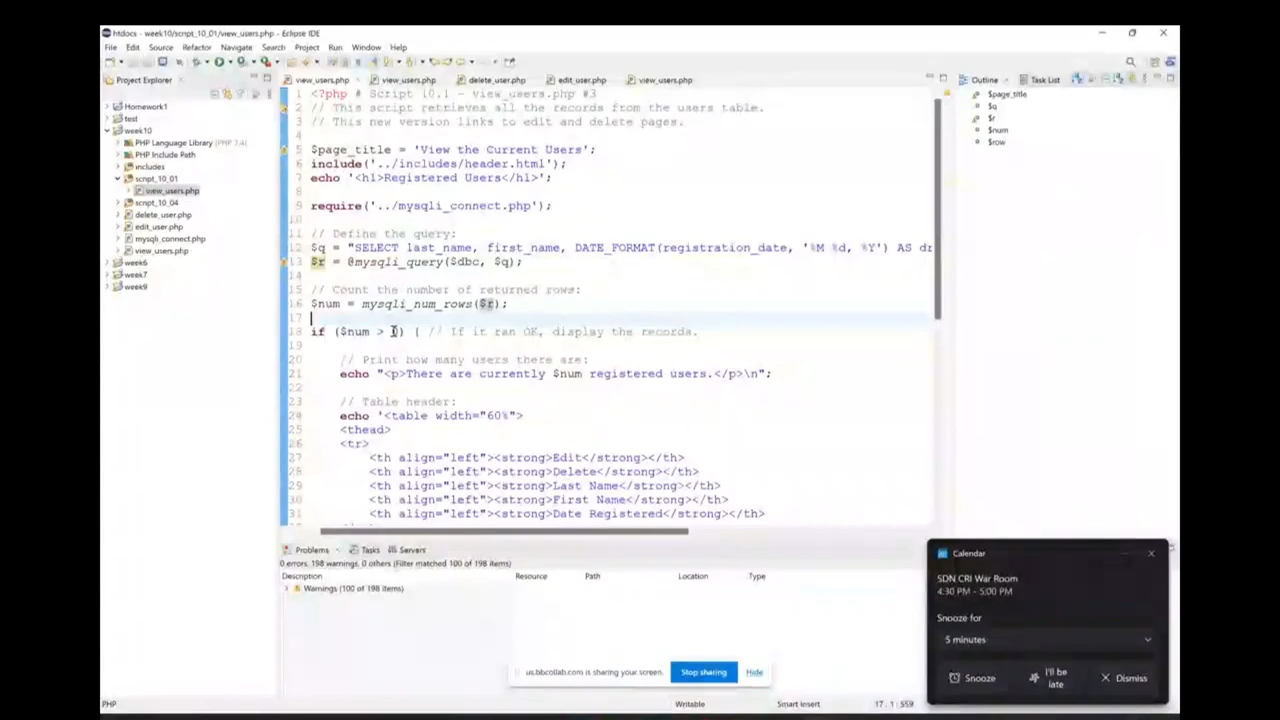 htdocs - week10/script_10_01/view_users.php - Eclipse IDE
File Edit Source Refactor Navigate Search Project Run Window Help
Project Explorer
Homework1
test
week10
PHP Language Library (PHP 7.4)
PHP Include Path
includes
script_10_01
view_users.php
script_10_04
delete_user.php
edit_user.php
mysqli_connect.php
view_users.php
week6
week7
week9
view_users.php view_users.php delete_user.php edit_user.php view_users.php
1 <?php # Script 10.1 - view_users.php #3
2 // This script retrieves all the records from the users table.
3 // This new version links to edit and delete pages.
4
5 $page_title = 'View the Current Users';
6 include('../includes/header.html');
7 echo '<h1>Registered Users</h1>';
8
9 require('../mysqli_connect.php');
10
11 // Define the query:
12 $q = "SELECT last_name, first_name, DATE_FORMAT(registration_date, '%M %d, %Y') AS dr
13 $r = @mysqli_query($dbc, $q);
14
15 // Count the number of returned rows:
16 $num = mysqli_num_rows($r);
17
18 if ($num > 0) { // If it ran OK, display the records.
19
20 // Print how many users there are:
21 echo "<p>There are currently $num registered users.</p>\n";
22
23 // Table header:
24 echo '<table width="60%">
25 <thead>
26 <tr>
27 <th align="left"><strong>Edit</strong></th>
28 <th align="left"><strong>Delete</strong></th>
29 <th align="left"><strong>Last Name</strong></th>
30 <th align="left"><strong>First Name</strong></th>
31 <th align="left"><strong>Date Registered</strong></th>
Outline Task List
$page_title
$q
$r
$num
$row
Problems Tasks Servers
0 errors, 198 warnings, 0 others (Filter matched 100 of 198 items)
Description Resource Path Location Type
Warnings (100 of 198 items)
us.bbcollab.com is sharing your screen. Stop sharing Hide
Calendar
SDN CRI War Room
4:30 PM - 5:00 PM
Snooze for
5 minutes
Snooze I'll be late Dismiss
PHP Writable Smart Insert 17 : 1 : 559